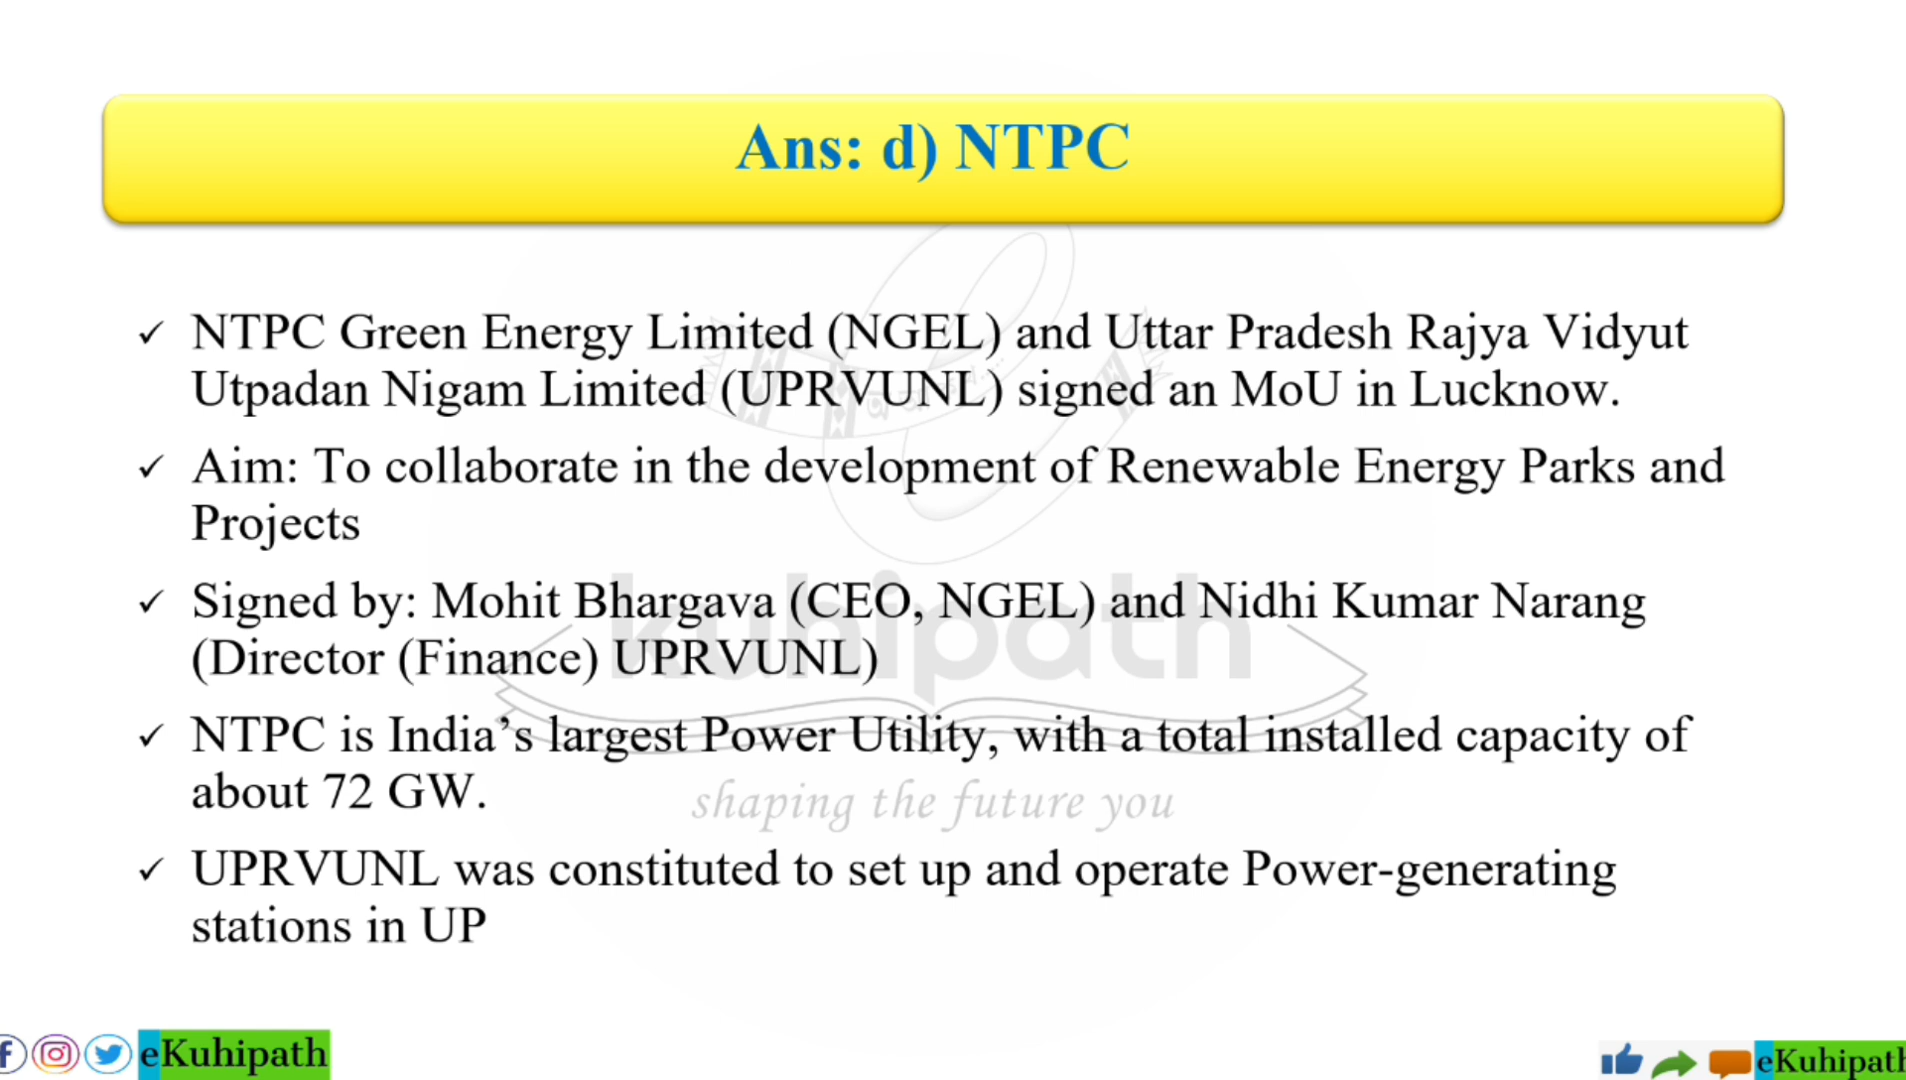 Ans: d) NTPC
✓ NTPC Green Energy Limited (NGEL) and Uttar Pradesh Rajya Vidyut
Utpadan Nigam Limited (UPRVUNL) signed an MoU in Lucknow.
✓ Aim: To collaborate in the development of Renewable Energy Parks and
Projects
✓ Signed by: Mohit Bhargava (CEO, NGEL) and Nidhi Kumar Narang
(Director (Finance) UPRVUNL)
✓ NTPC is India’s largest Power Utility, with a total installed capacity of
about 72 GW.
✓ UPRVUNL was constituted to set up and operate Power-generating
stations in UP
kuhipath
shaping the future you
eKuhipath
eKuhipath